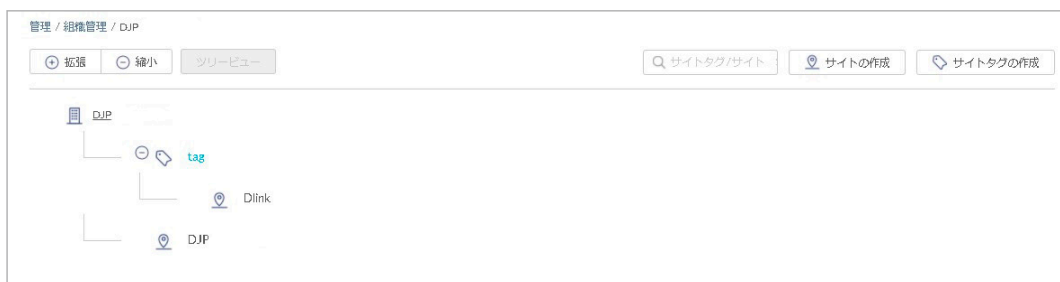 管理 / 組織管理 / DJP
拡張 縮小 ツリービュー サイトタグ/サイト サイトの作成 サイトタグの作成
DJP
tag
Dlink
DJP